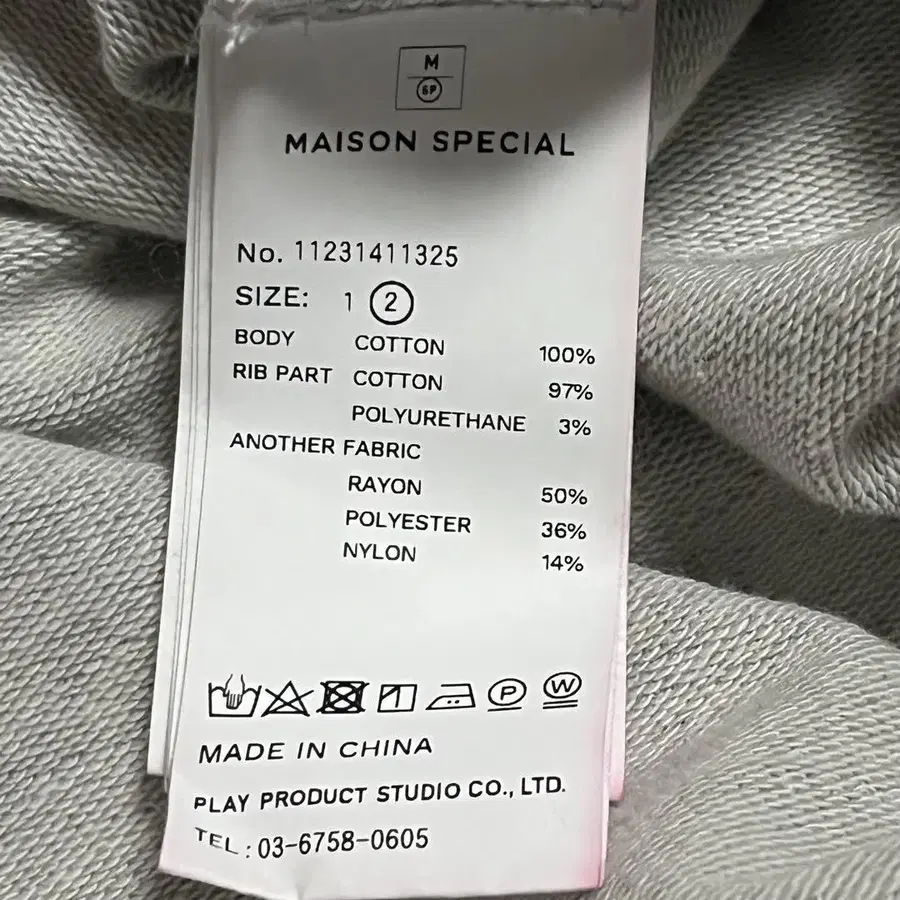 M
SP
MAISON SPECIAL
No. 11231411325
SIZE: 1 2
BODY COTTON 100%
RIB PART COTTON 97%
POLYURETHANE 3%
ANOTHER FABRIC
RAYON 50%
POLYESTER 36%
NYLON 14%
P W
MADE IN CHINA
PLAY PRODUCT STUDIO CO., LTD.
TEL: 03-6758-0605